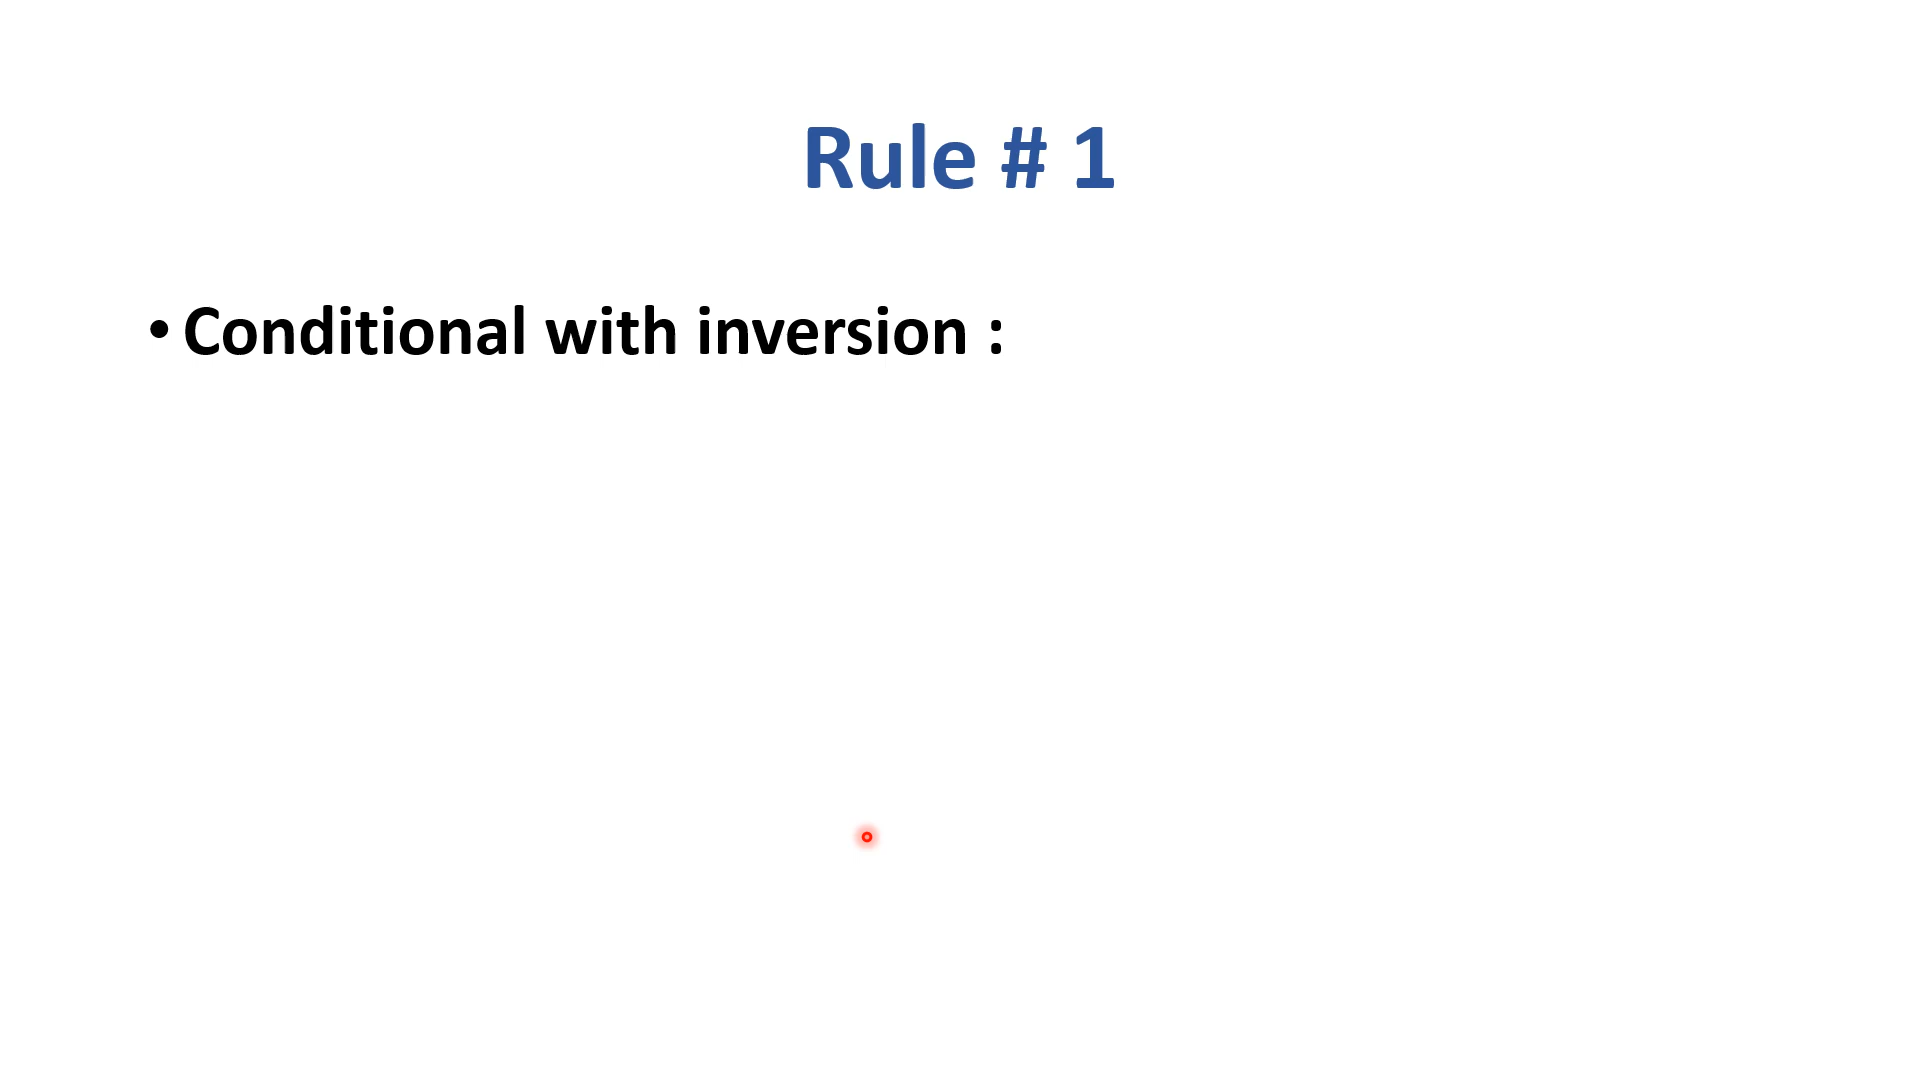 Rule # 1
• Conditional with inversion :